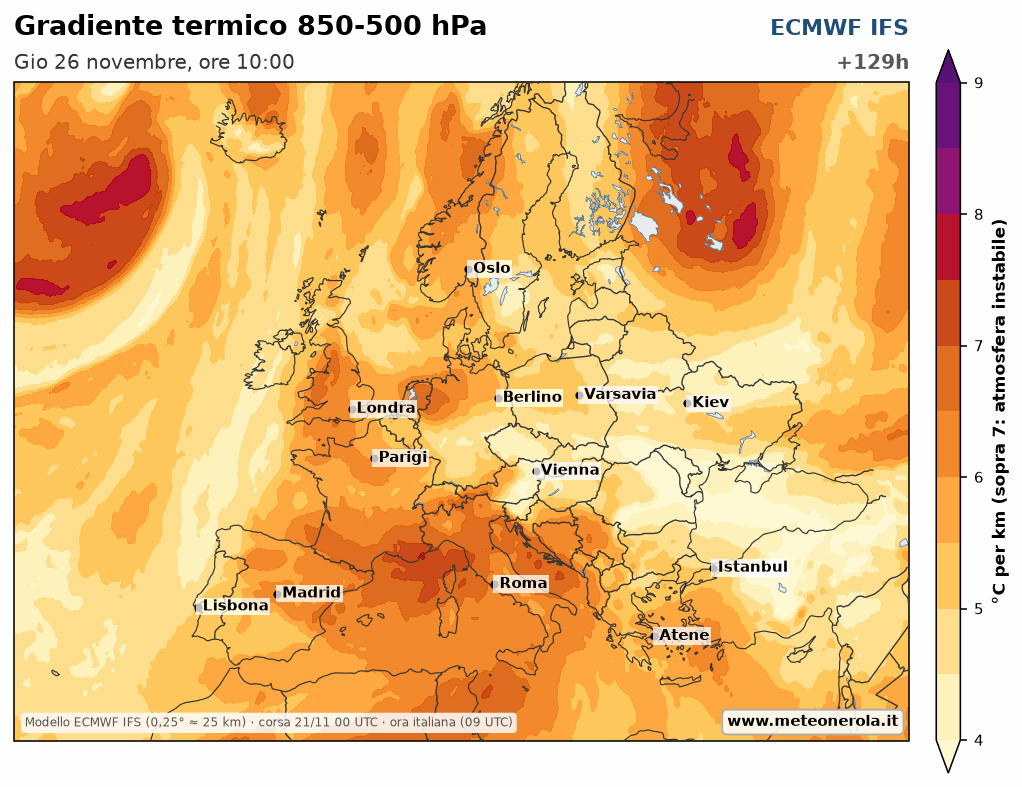 Gradiente termico 850-500 hPa
ECMWF IFS
Gio 26 novembre, ore 10:00
+129h
Oslo
Londra
Berlino
Varsavia
Kiev
Parigi
Vienna
Istanbul
Roma
Madrid
Lisbona
Atene
Modello ECMWF IFS (0,25° ≈ 25 km) · corsa 21/11 00 UTC · ora italiana (09 UTC)
www.meteonerola.it
9
8
7
6
5
4
°C per km (sopra 7: atmosfera instabile)